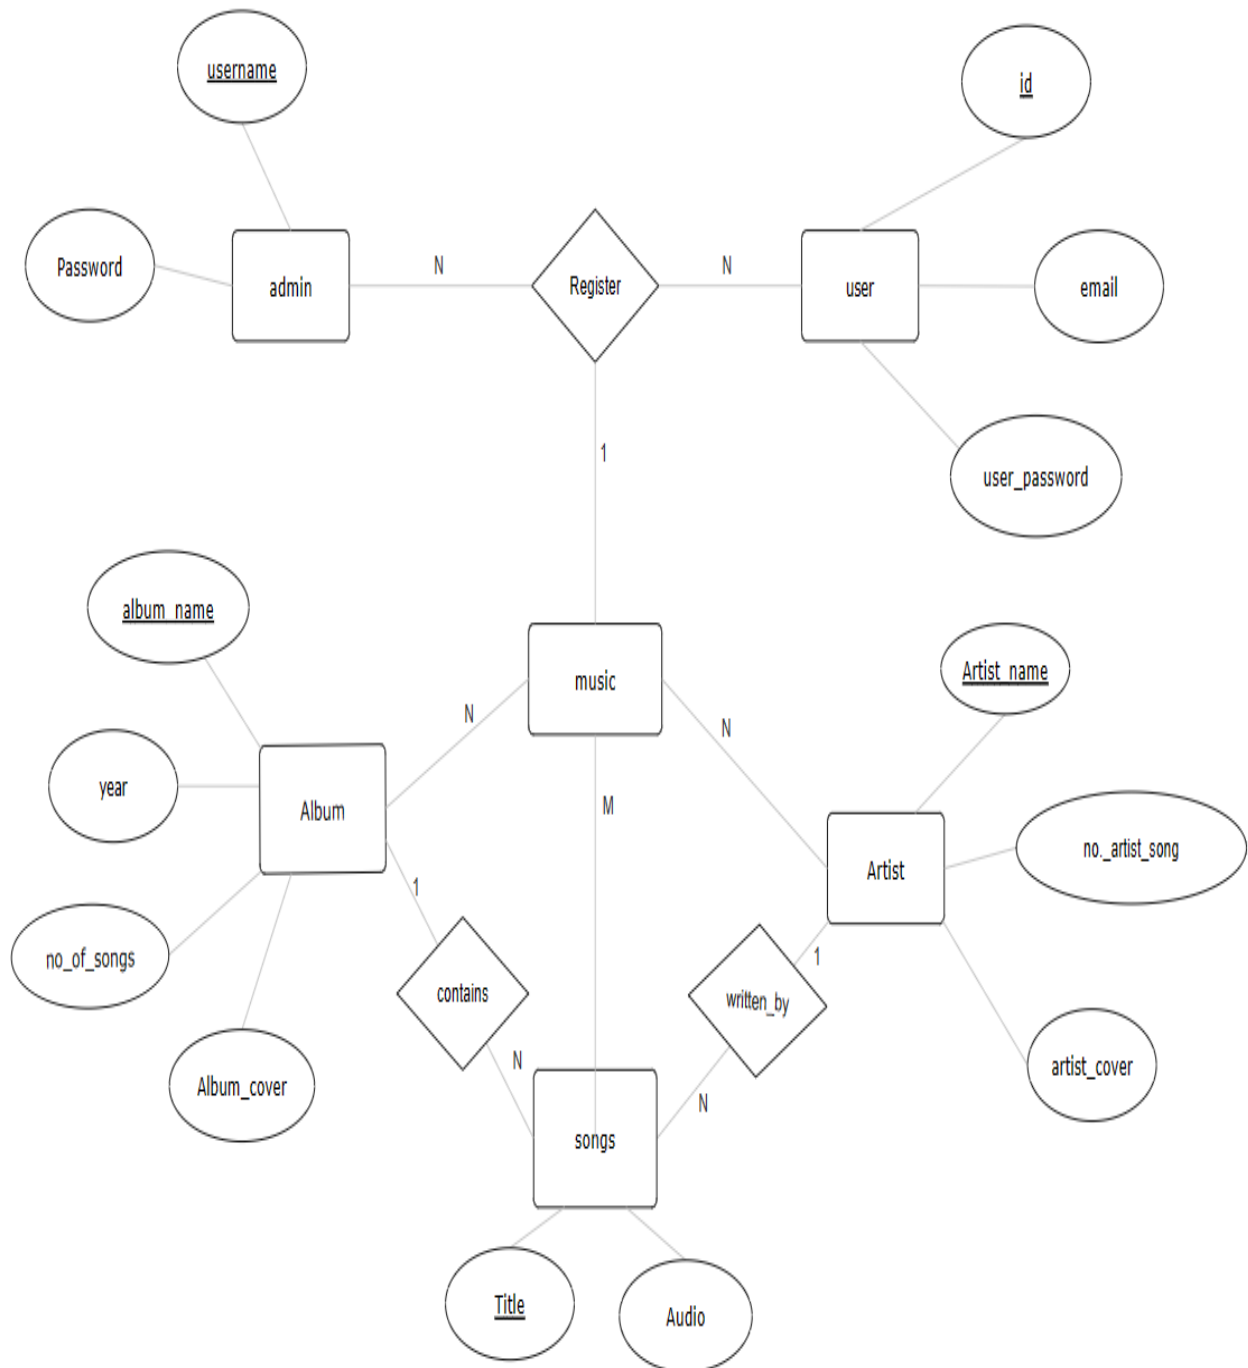 username
id
Password
admin
N
Register
N
user
email
1
user_password
album_name
music
Artist_name
N
N
year
Album
M
no._artist_song
Artist
1
no_of_songs
contains
written_by
1
Album_cover
N
songs
N
artist_cover
Title
Audio